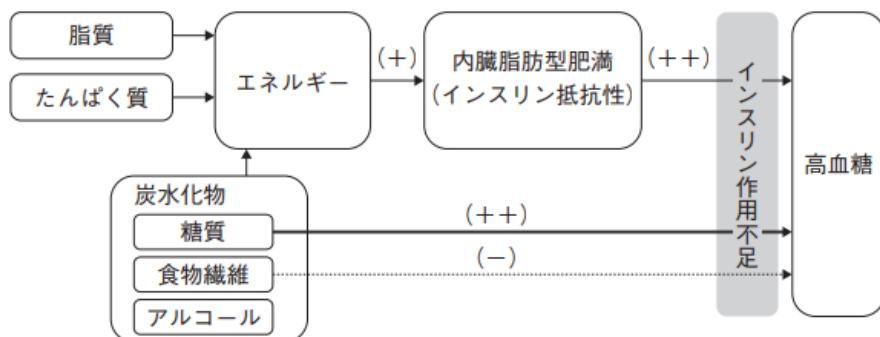 脂質
たんぱく質
エネルギー
(+)
内臓脂肪型肥満
(インスリン抵抗性)
(++)
インスリン作用不足
高血糖
炭水化物
糖質
(++)
食物繊維
(−)
アルコール